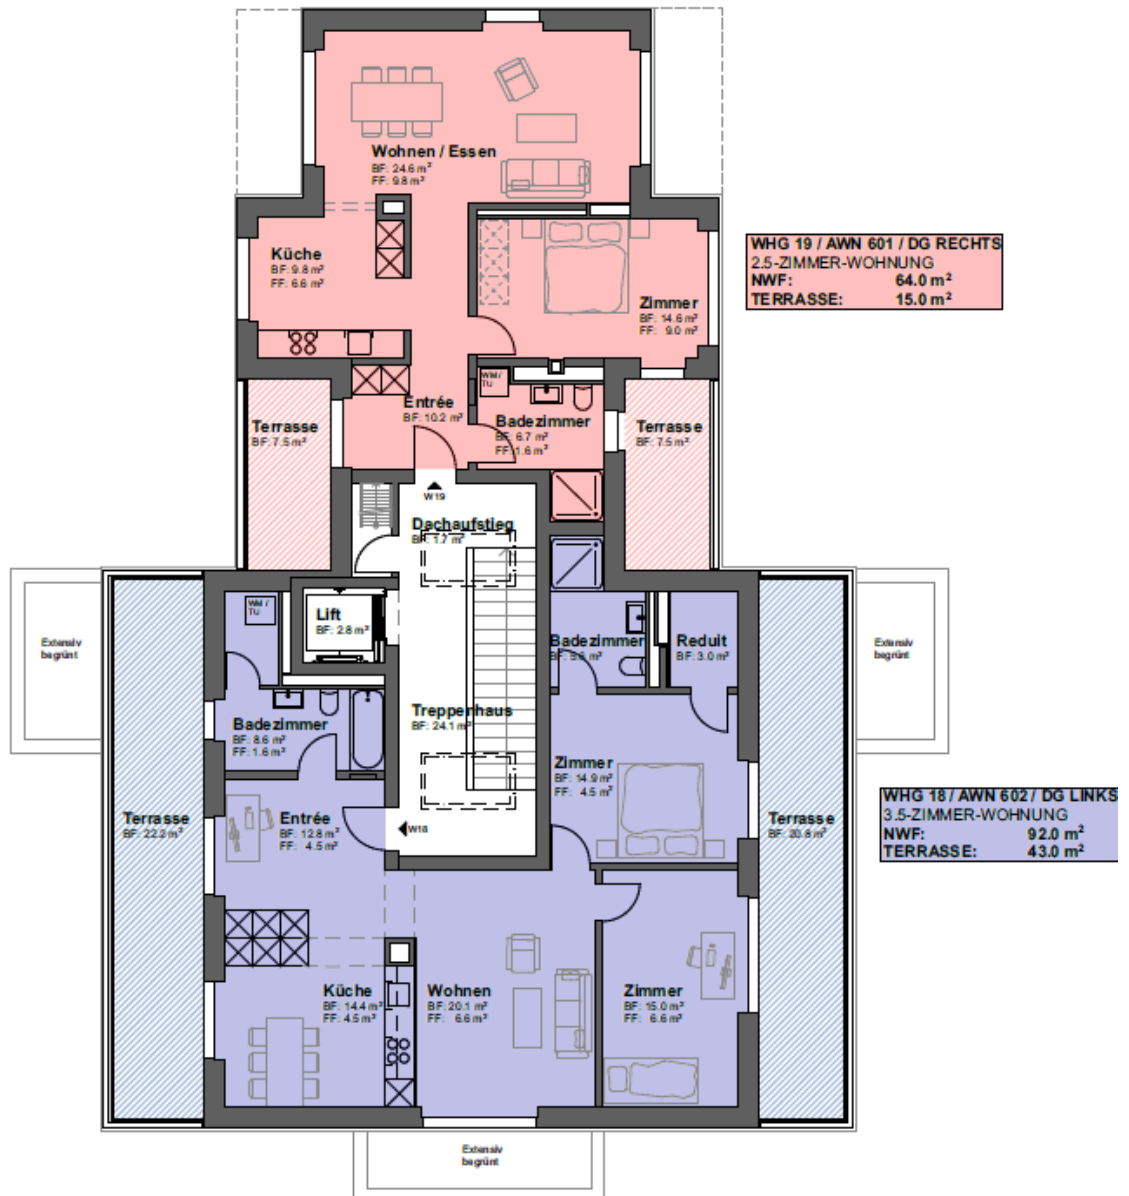 Wohnen / Essen
BF: 24.6 m²
FF: 9.8 m²
Küche
BF: 9.8 m²
FF: 6.6 m²
WHG 19 / AWN 601 / DG RECHTS
2.5-ZIMMER-WOHNUNG
NWF: 64.0 m²
TERRASSE: 15.0 m²
Zimmer
BF: 14.6 m²
FF: 9.0 m²
WM /
TU
Entrée
BF: 10.2 m²
Badezimmer
BF: 6.7 m²
FF: 1.6 m²
Terrasse
BF: 7.5 m²
Terrasse
BF: 7.5 m²
W19
Dachaufstieg
BF: 1.7 m²
WM /
TU
Lift
BF: 2.8 m²
Extensiv
begrünt
Badezimmer
BF: 5.6 m²
Reduit
BF: 3.0 m²
Extensiv
begrünt
Badezimmer
BF: 8.6 m²
FF: 1.6 m²
Treppenhaus
BF: 24.1 m²
Zimmer
BF: 14.9 m²
FF: 4.5 m²
Terrasse
BF: 22.2 m²
Entrée
BF: 12.8 m²
FF: 4.5 m²
W18
Terrasse
BF: 20.8 m²
WHG 18 / AWN 602 / DG LINKS
3.5-ZIMMER-WOHNUNG
NWF: 92.0 m²
TERRASSE: 43.0 m²
Küche
BF: 14.4 m²
FF: 4.5 m²
Wohnen
BF: 20.1 m²
FF: 6.6 m²
Zimmer
BF: 15.0 m²
FF: 6.6 m²
Extensiv
begrünt